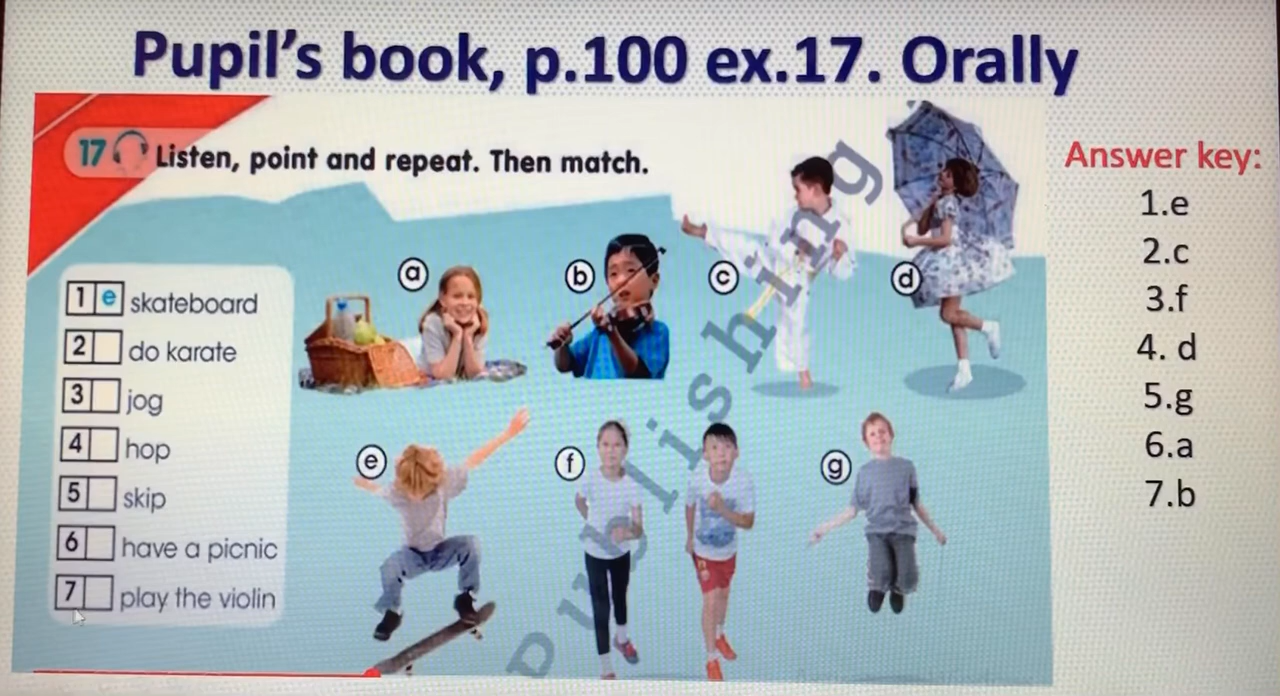 Pupil's book, p.100 ex.17. Orally
17 Listen, point and repeat. Then match.
1 e skateboard
2 do karate
3 jog
4 hop
5 skip
6 have a picnic
7 play the violin
a
b
c
d
e
f
g
Publishing
Answer key:
1.e
2.c
3.f
4. d
5.g
6.a
7.b